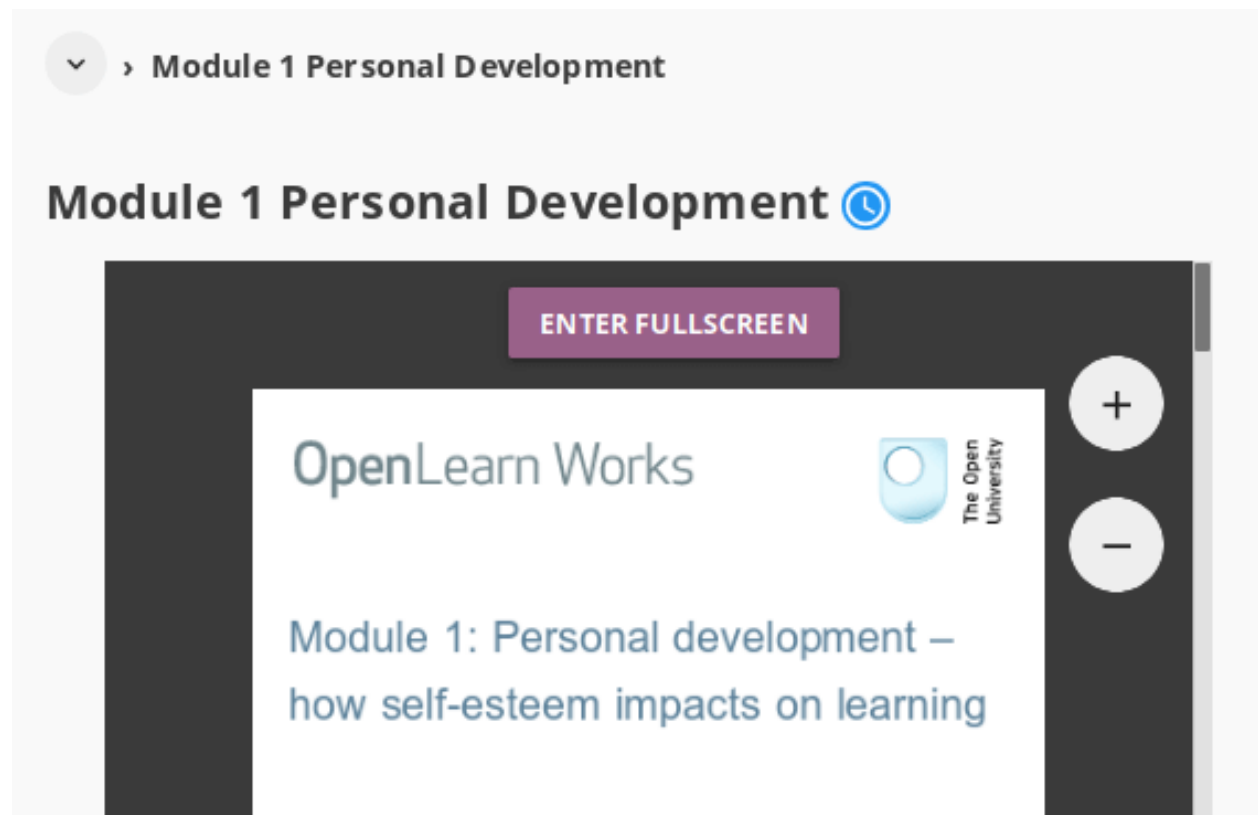 › Module 1 Personal Development
Module 1 Personal Development
ENTER FULLSCREEN
OpenLearn Works
The Open
University
Module 1: Personal development –
how self-esteem impacts on learning